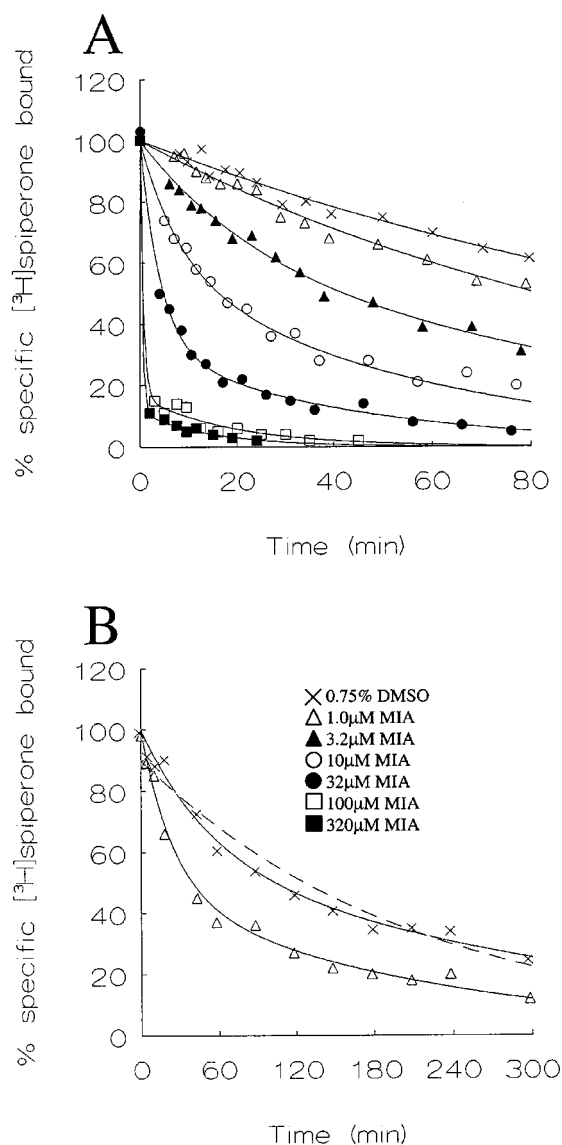 A
% specific [³H]spiperone bound
120
100
80
60
40
20
0
0 20 40 60 80
Time (min)
B
% specific [³H]spiperone bound
120
100
80
60
40
20
0
0.75% DMSO
1.0μM MIA
3.2μM MIA
10μM MIA
32μM MIA
100μM MIA
320μM MIA
0 60 120 180 240 300
Time (min)